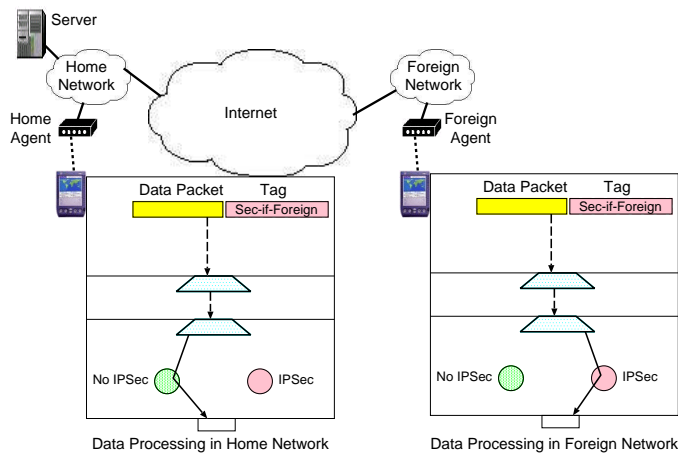 Server
Home
Network
Internet
Foreign
Network
Home
Agent
Foreign
Agent
Data Packet Tag
Sec-if-Foreign
No IPSec IPSec
Data Processing in Home Network
Data Packet Tag
Sec-if-Foreign
No IPSec IPSec
Data Processing in Foreign Network